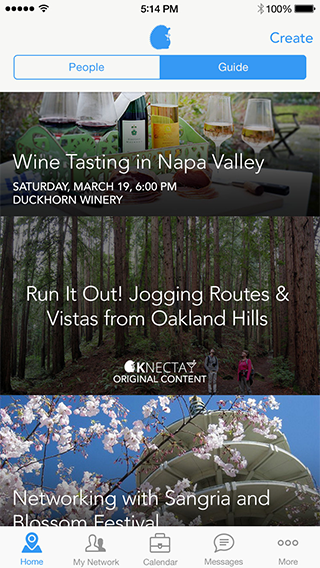 5:14 PM
100%
Create
People
Guide
Wine Tasting in Napa Valley
SATURDAY, MARCH 19, 6:00 PM
DUCKHORN WINERY
Run It Out! Jogging Routes &
Vistas from Oakland Hills
KNECTAY
ORIGINAL CONTENT
Networking with Sangria and
Blossom Festival
Home
My Network
Calendar
Messages
More